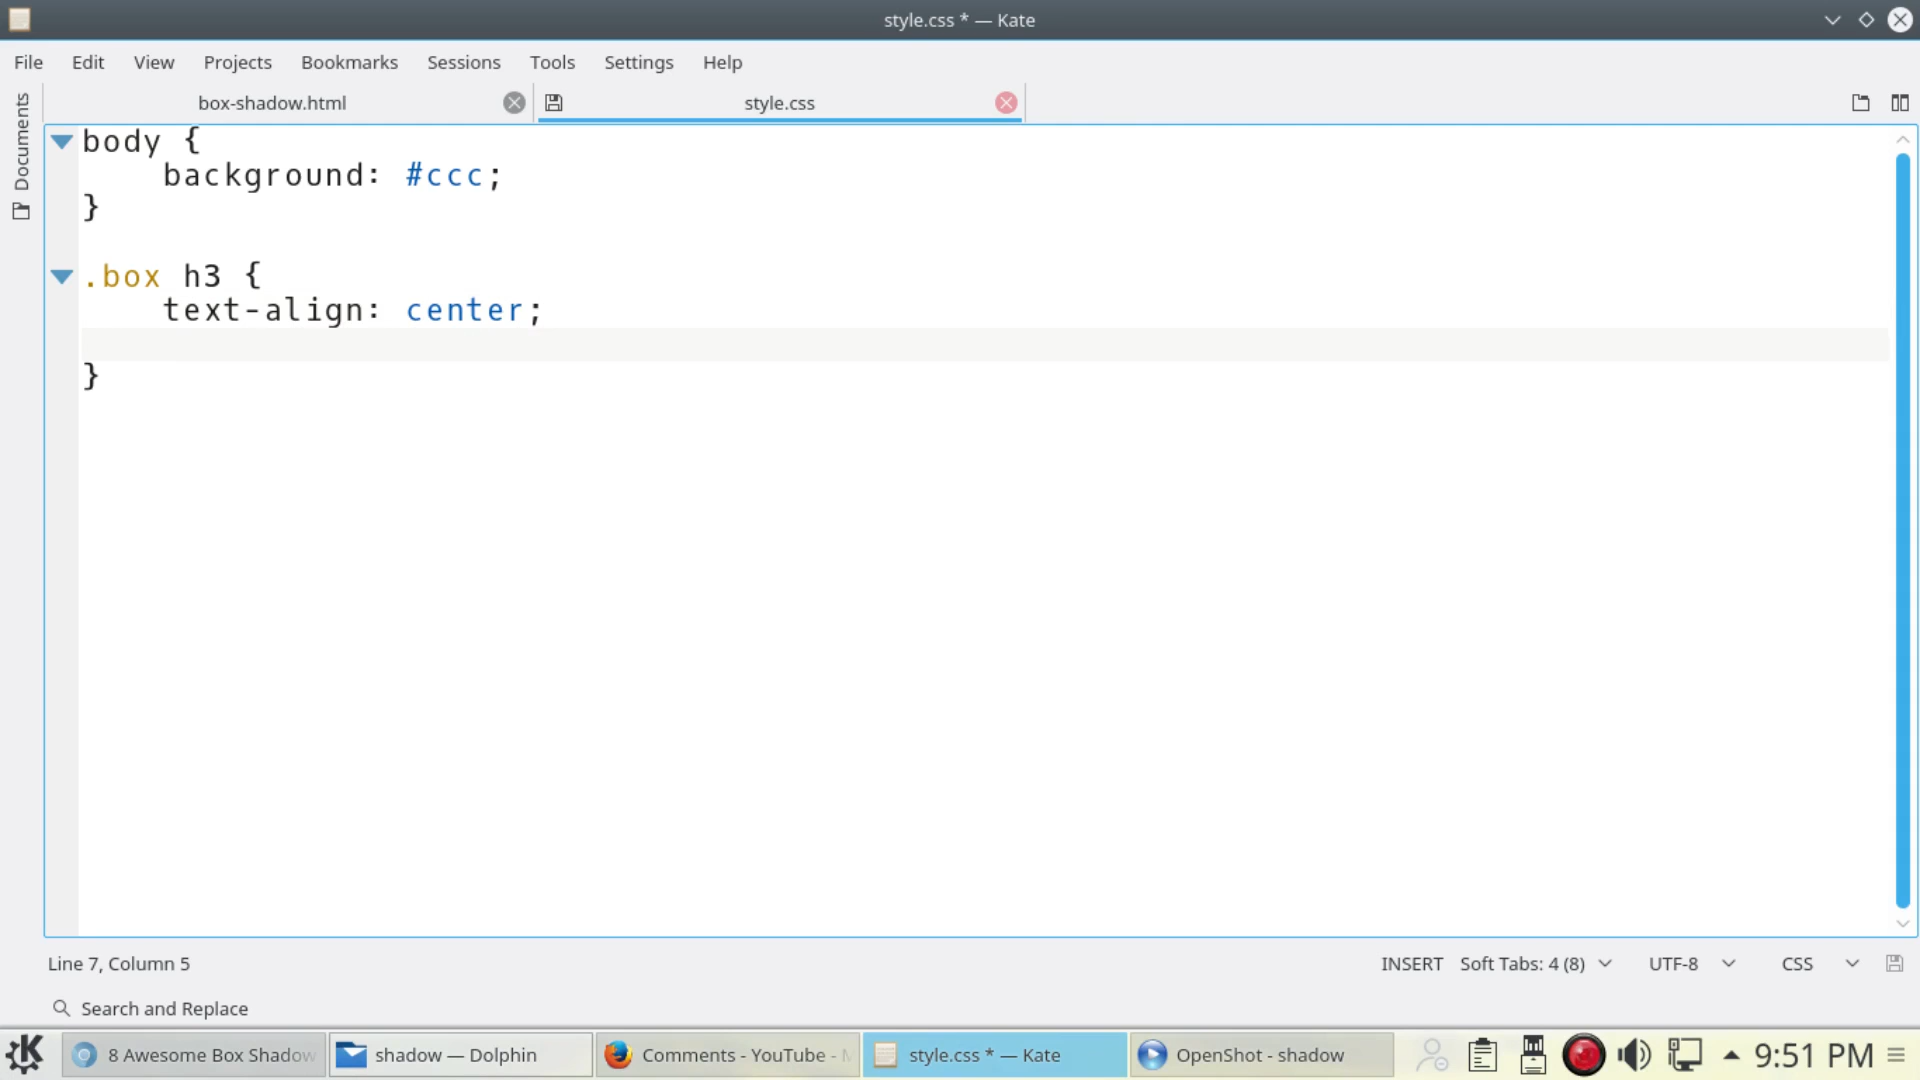 style.css * — Kate
File Edit View Projects Bookmarks Sessions Tools Settings Help
Documents
box-shadow.html style.css
body {
    background: #ccc;
}
.box h3 {
    text-align: center;
}
Line 7, Column 5 INSERT Soft Tabs: 4 (8) UTF-8 CSS
Search and Replace
8 Awesome Box Shadow shadow — Dolphin Comments - YouTube - style.css * — Kate OpenShot - shadow 9:51 PM